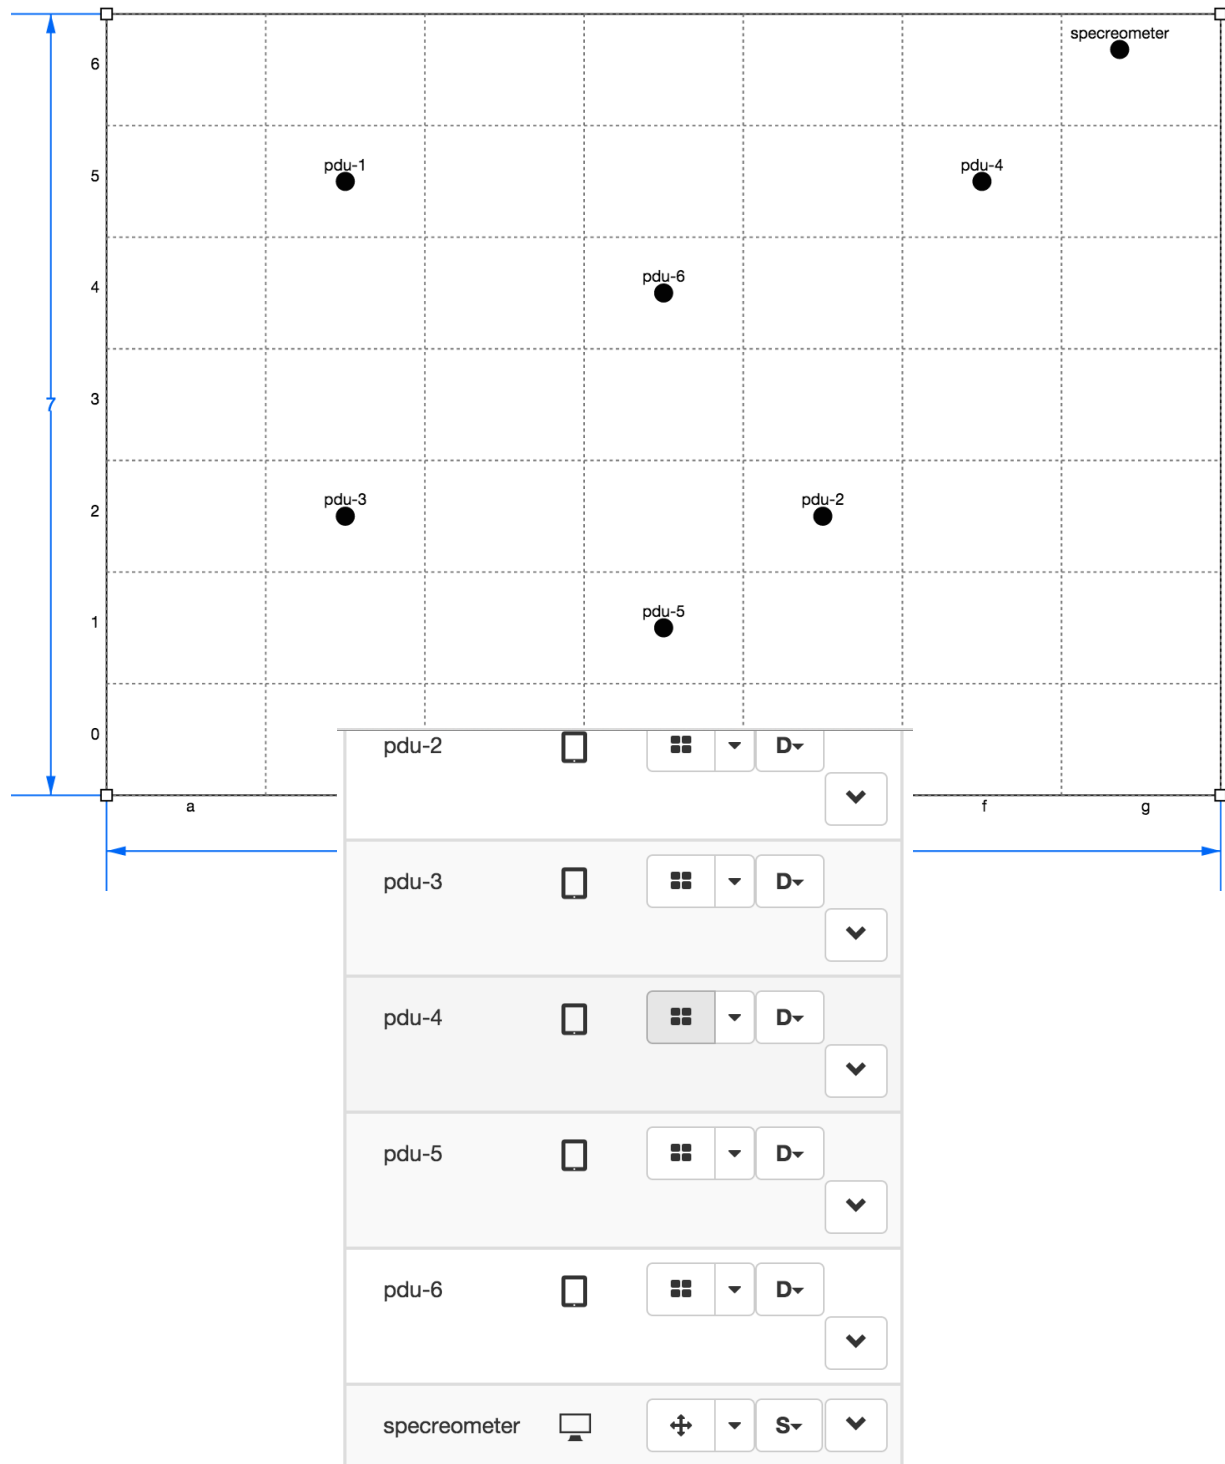 specreometer
6
pdu-1
pdu-4
5
pdu-6
4
3
7
pdu-3
pdu-2
2
pdu-5
1
0
a
f
g
pdu-2 D
pdu-3 D
pdu-4 D
pdu-5 D
pdu-6 D
specreometer S